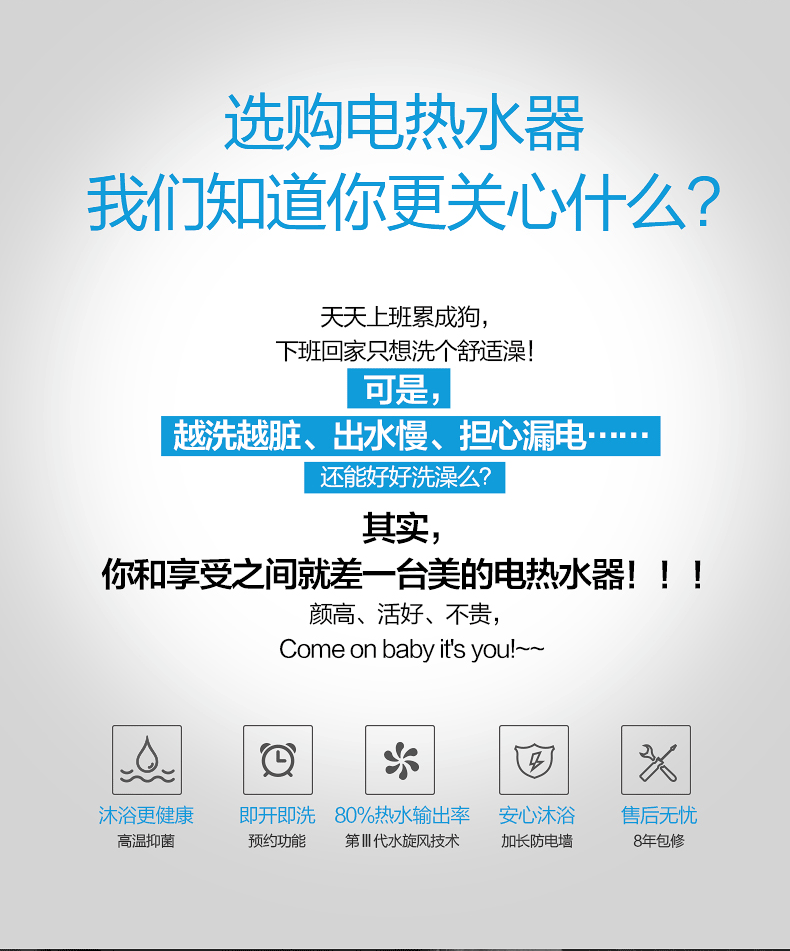 选购电热水器
我们知道你更关心什么?
天天上班累成狗,
下班回家只想洗个舒适澡!
可是,
越洗越脏、出水慢、担心漏电……
还能好好洗澡么?
其实,
你和享受之间就差一台美的电热水器!!!
颜高、活好、不贵,
Come on baby it's you!~~
沐浴更健康
高温抑菌
即开即洗
预约功能
80%热水输出率
第Ⅲ代水旋风技术
安心沐浴
加长防电墙
售后无忧
8年包修